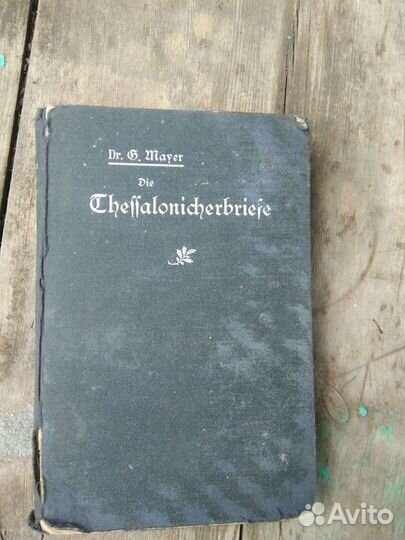 Dr. G. Mayer
Die
Thessalonicherbriefe
Avito